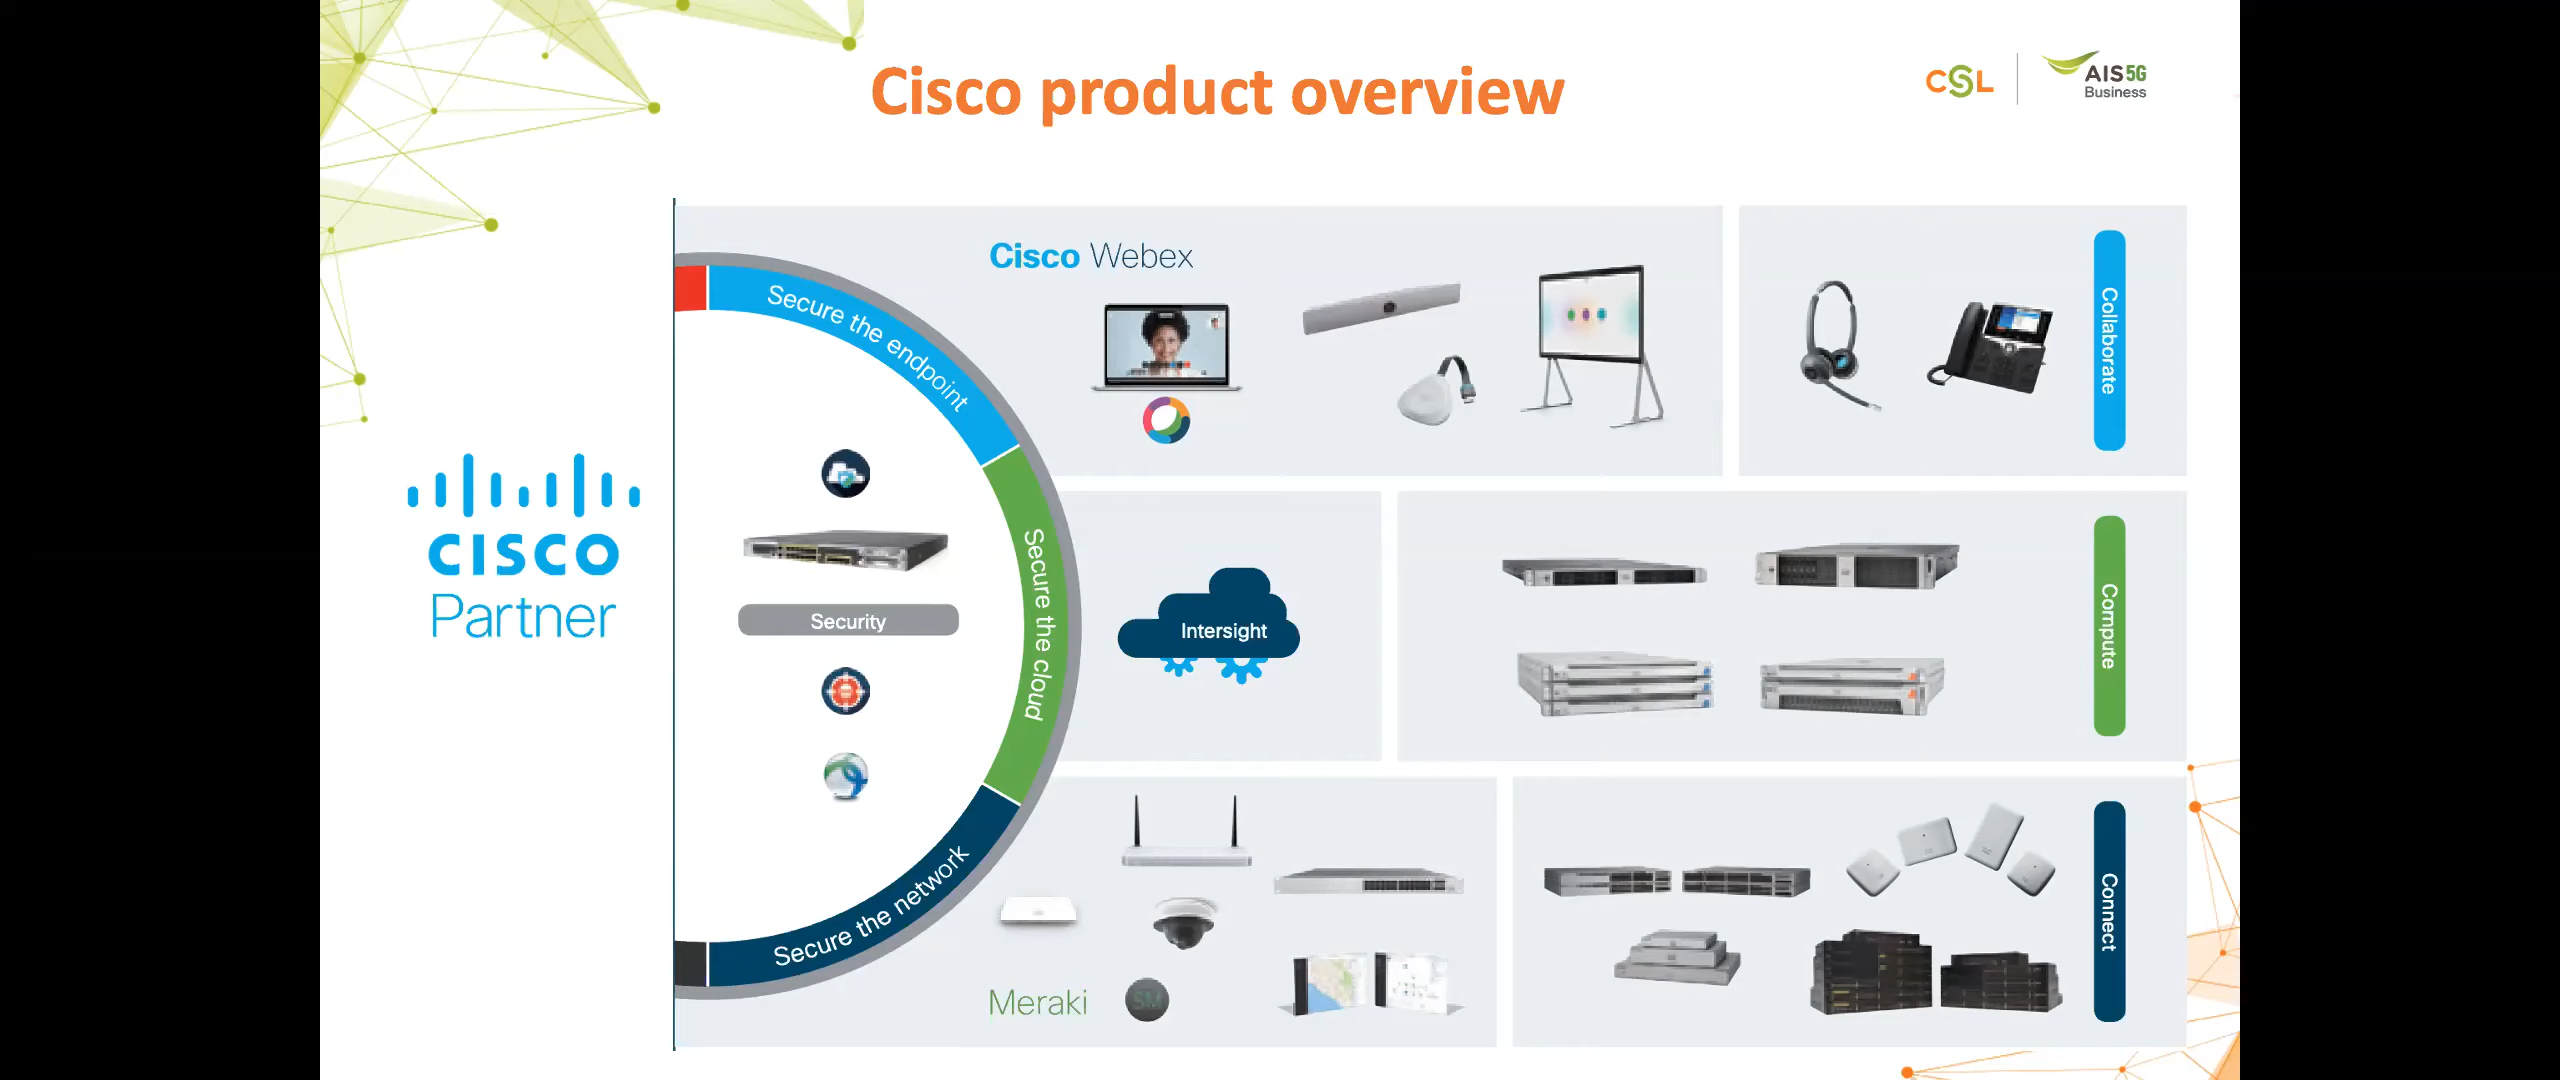 Cisco product overview
CSL
AIS 5G
Business
CISCO
Partner
Secure the endpoint
Secure the cloud
Secure the network
Security
Cisco Webex
Collaborate
Intersight
Compute
Meraki
SM
Connect